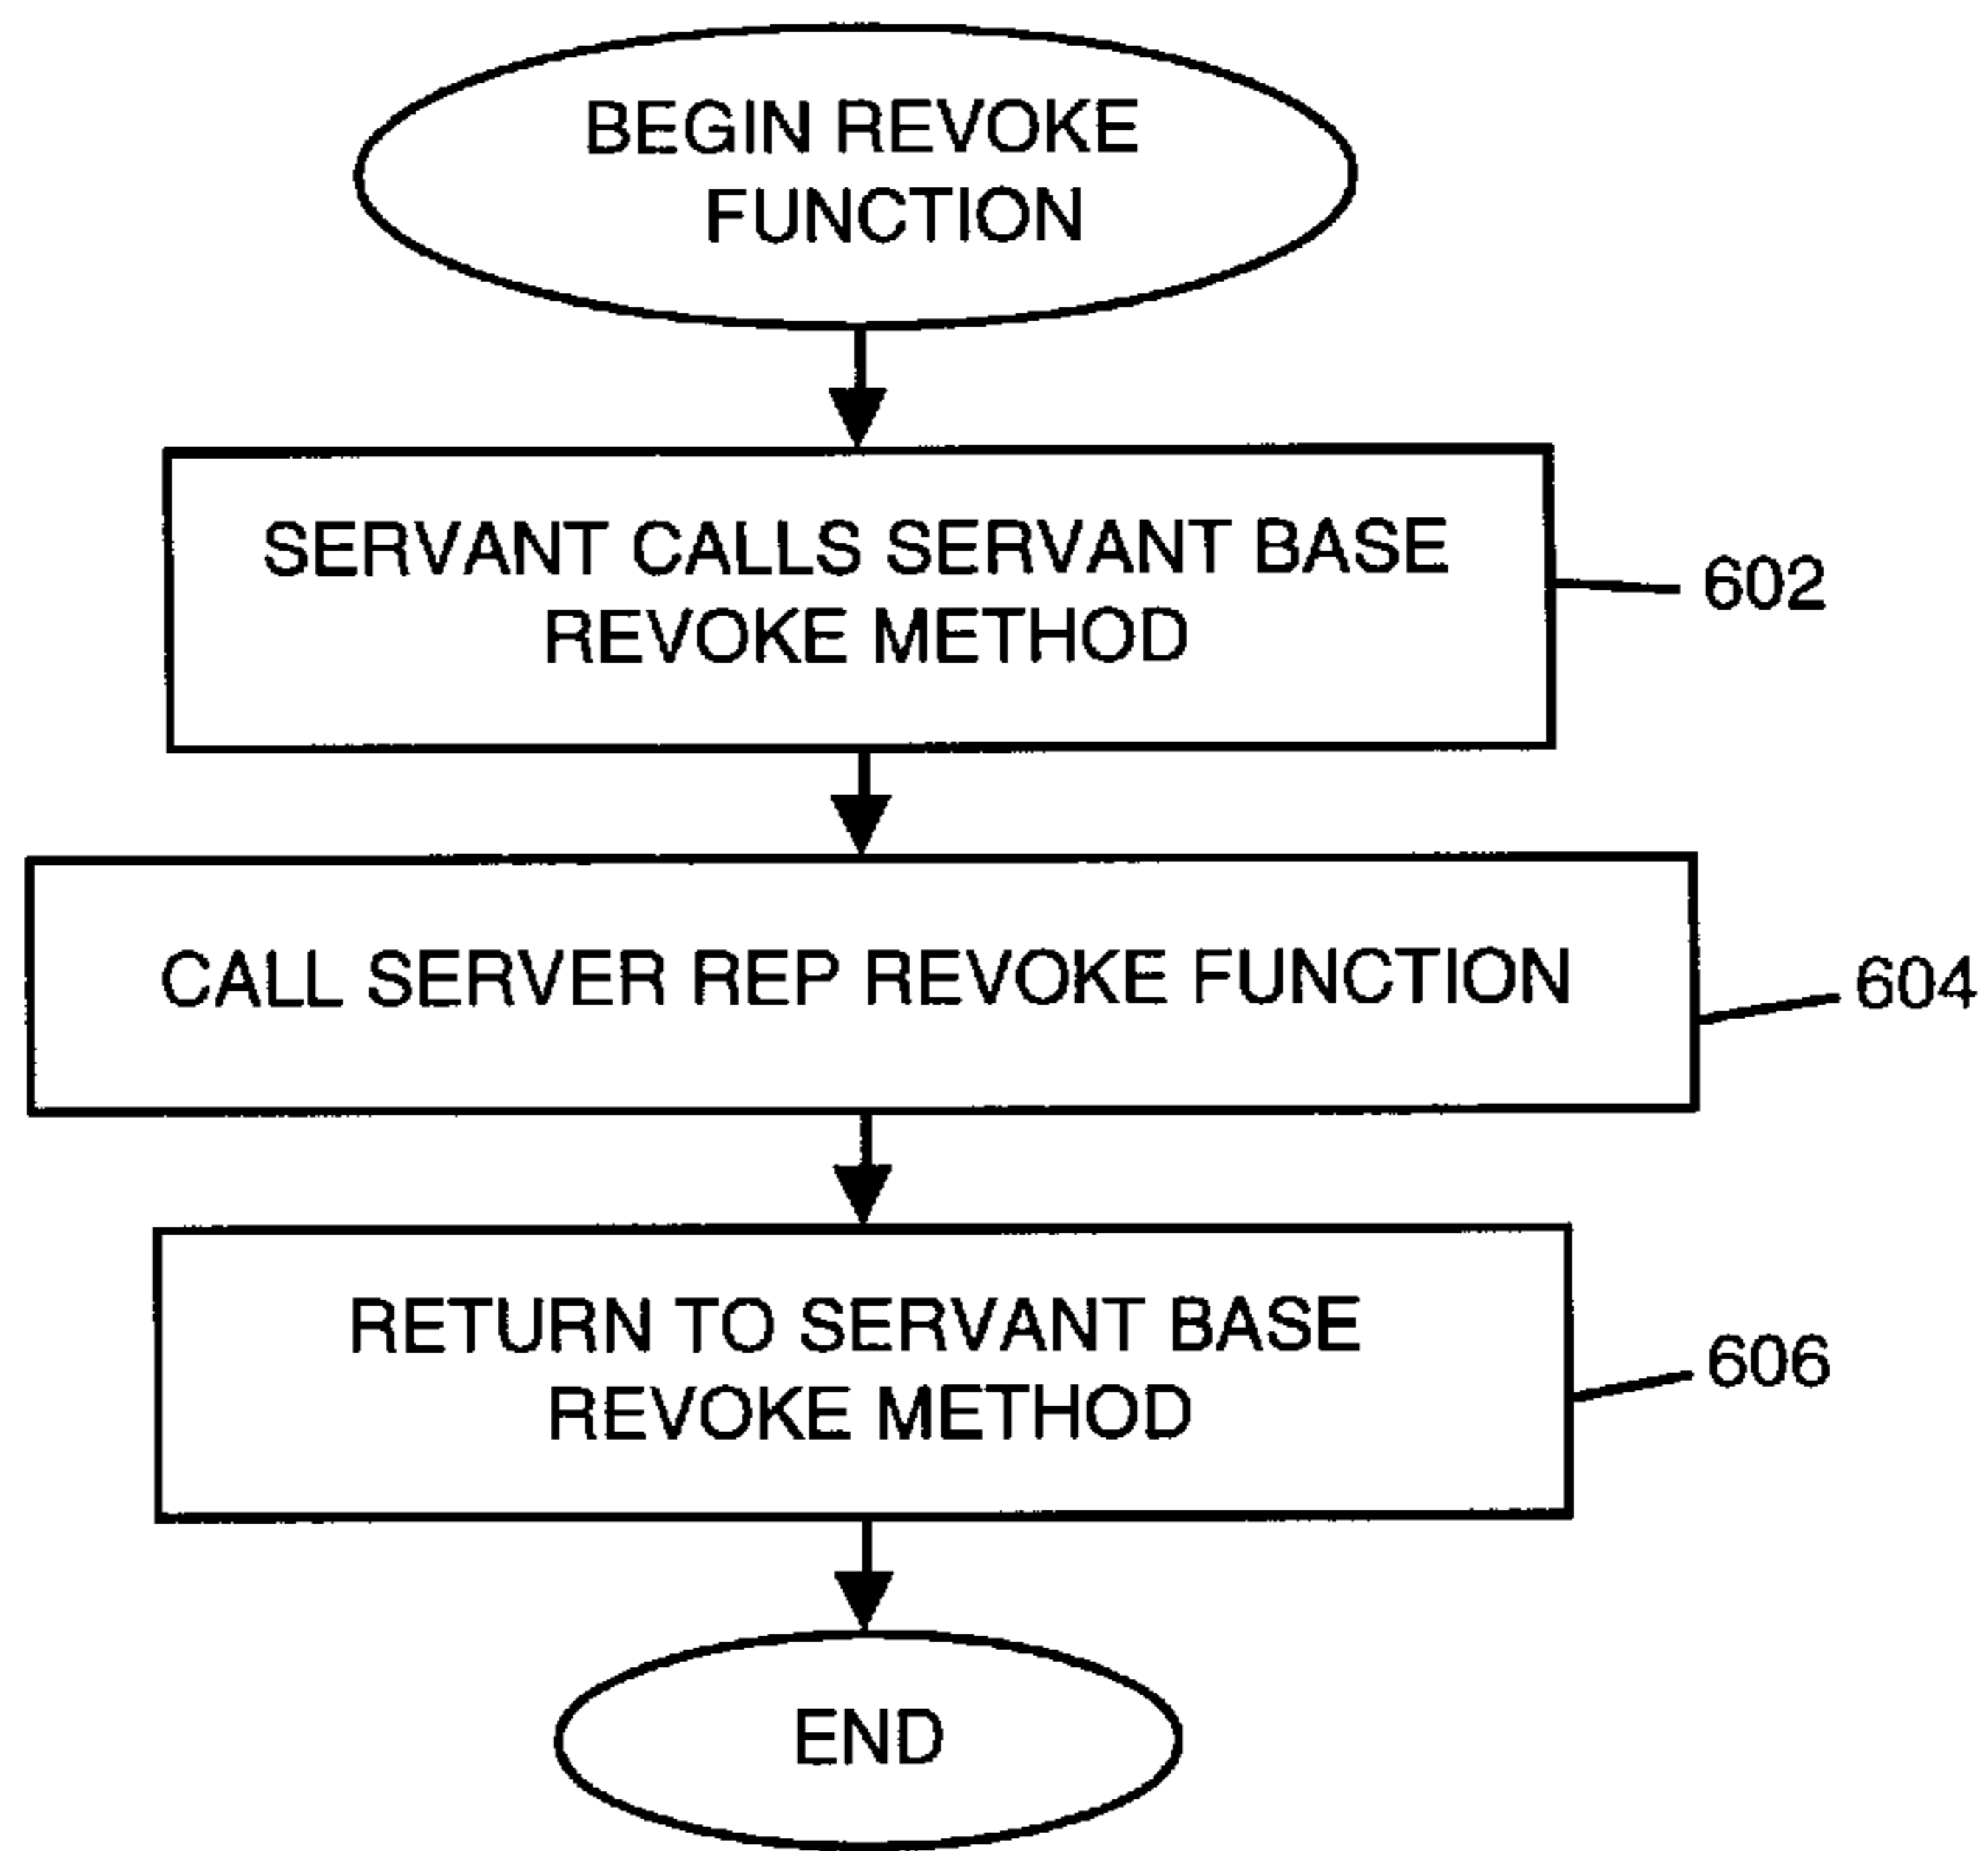 BEGIN REVOKE
FUNCTION
SERVANT CALLS SERVANT BASE
REVOKE METHOD
602
CALL SERVER REP REVOKE FUNCTION
604
RETURN TO SERVANT BASE
REVOKE METHOD
606
END